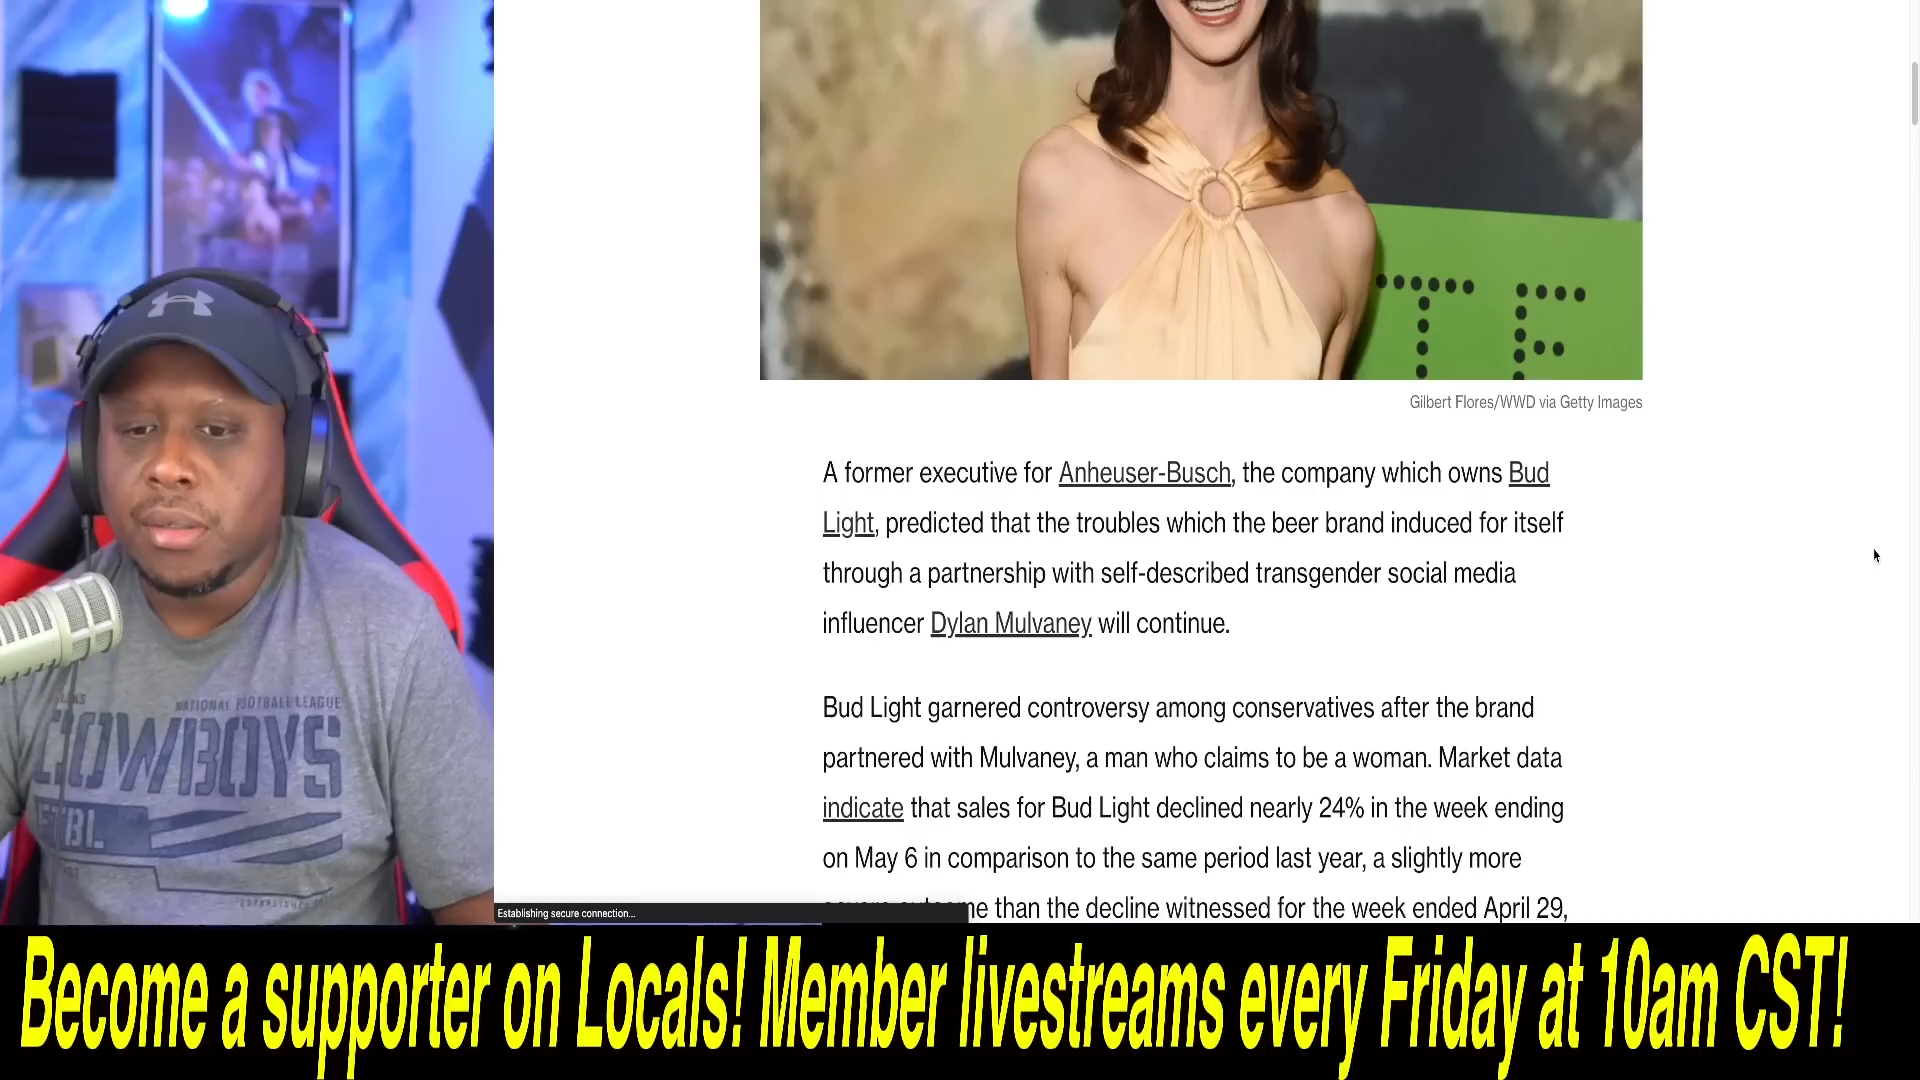 TE
Gilbert Flores/WWD via Getty Images
A former executive for Anheuser-Busch, the company which owns Bud
Light, predicted that the troubles which the beer brand induced for itself
through a partnership with self-described transgender social media
influencer Dylan Mulvaney will continue.
Bud Light garnered controversy among conservatives after the brand
partnered with Mulvaney, a man who claims to be a woman. Market data
indicate that sales for Bud Light declined nearly 24% in the week ending
on May 6 in comparison to the same period last year, a slightly more
severe outcome than the decline witnessed for the week ended April 29,
NATIONAL FOOTBALL LEAGUE
COWBOYS
FTBL
Establishing secure connection...
Become a supporter on Locals! Member livestreams every Friday at 10am CST!